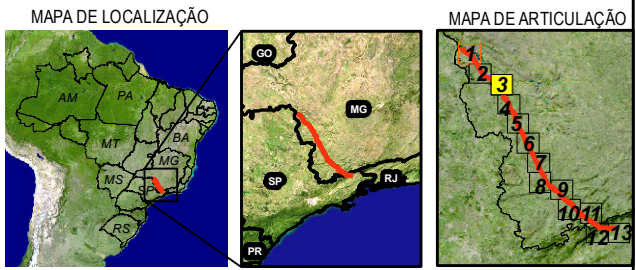 MAPA DE LOCALIZAÇÃO
AM
PA
MT
BA
MG
MS
SP
RS
GO
MG
SP
RJ
PR
MAPA DE ARTICULAÇÃO
1
2
3
4
5
6
7
8
9
10
11
12
13